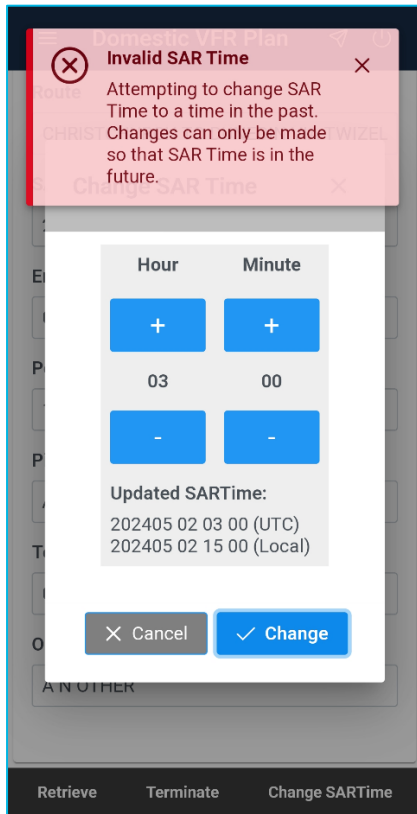 Domestic VFR Plan
Invalid SAR Time
Attempting to change SAR
Time to a time in the past.
Changes can only be made
so that SAR Time is in the
future.
Route
Change SAR Time
Hour
Minute
+
+
03
00
-
-
Updated SARTime:
202405 02 03 00 (UTC)
202405 02 15 00 (Local)
Cancel
Change
A N OTHER
Retrieve
Terminate
Change SARTime